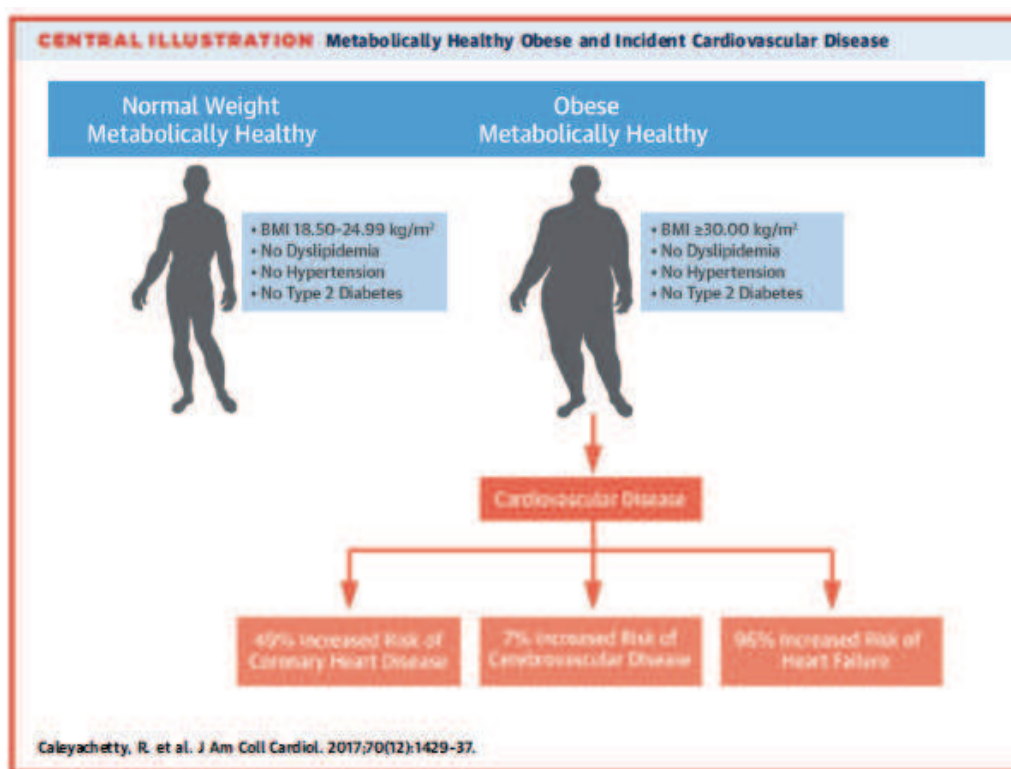 CENTRAL ILLUSTRATION Metabolically Healthy Obese and Incident Cardiovascular Disease
Normal Weight
Metabolically Healthy
Obese
Metabolically Healthy
• BMI 18.50-24.99 kg/m²
• No Dyslipidemia
• No Hypertension
• No Type 2 Diabetes
• BMI ≥30.00 kg/m²
• No Dyslipidemia
• No Hypertension
• No Type 2 Diabetes
Cardiovascular Disease
49% Increased Risk of
Coronary Heart Disease
7% Increased Risk of
Cerebrovascular Disease
96% Increased Risk of
Heart Failure
Caleyachetty, R. et al. J Am Coll Cardiol. 2017;70(12):1429-37.